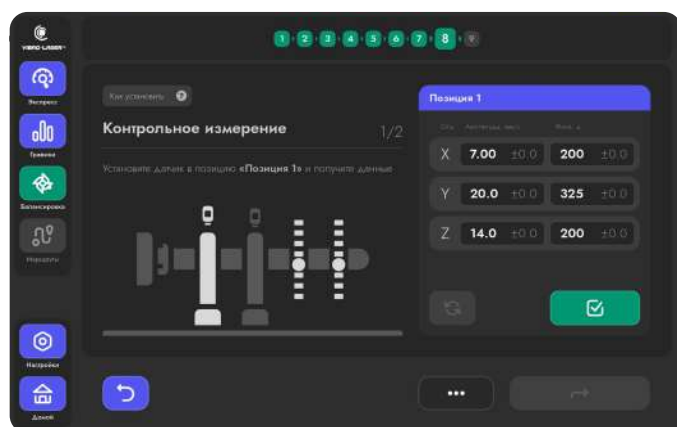 VIBRO-LASER
1 2 3 4 5 6 7 8 9
Экспресс
Графики
Балансировка
Маршруты
Настройки
Домой
Как установить ?
Контрольное измерение 1/2
Установите датчик в позицию «Позиция 1» и получите данные
Позиция 1
X 7.00 ±0.0 200 ±0.0
Y 20.0 ±0.0 325 ±0.0
Z 14.0 ±0.0 200 ±0.0